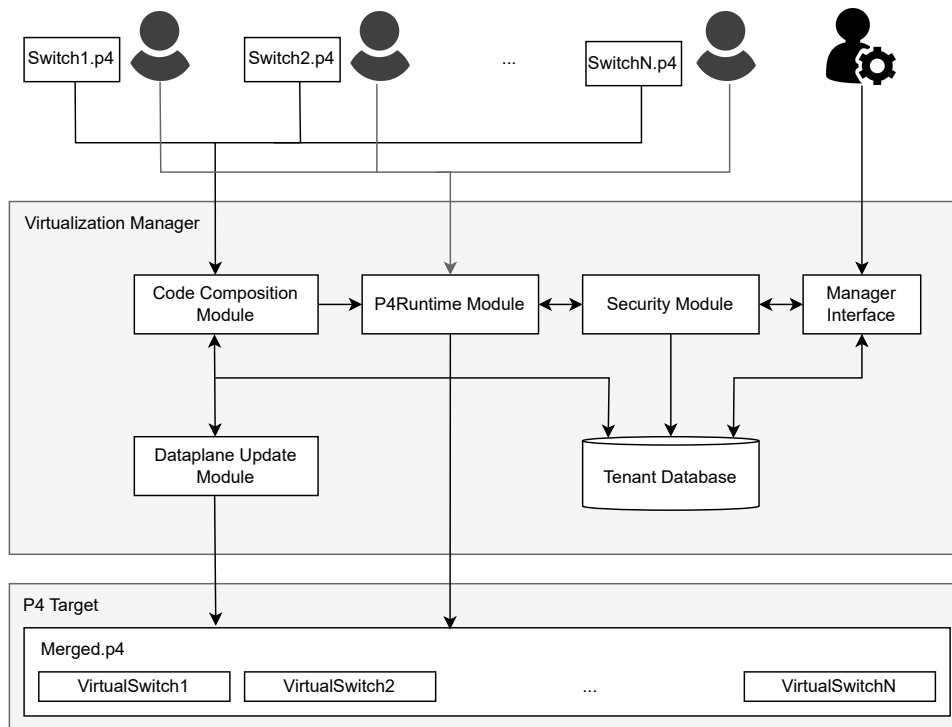 Switch1.p4
Switch2.p4
...
SwitchN.p4
Virtualization Manager
Code Composition
Module
P4Runtime Module
Security Module
Manager
Interface
Dataplane Update
Module
Tenant Database
P4 Target
Merged.p4
VirtualSwitch1
VirtualSwitch2
...
VirtualSwitchN